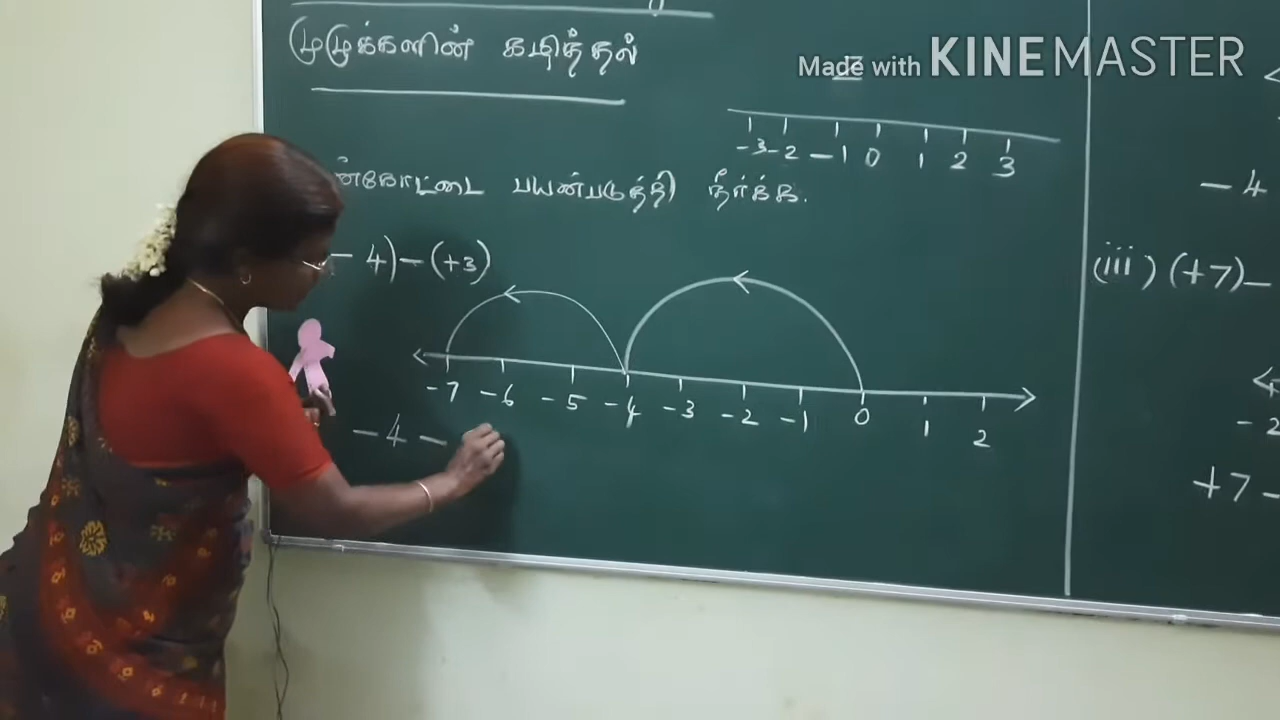 Made with KINEMASTER
முழுக்களின் கழித்தல்
Z
-3 -2 -1 0 1 2 3
பயன்படுத்தி தீர்க்க.
- 4) - (+3)
-7 -6 -5 -4 -3 -2 -1 0 1 2
-4 -
- 4
(iii) (+7) -
- 2
+7 -